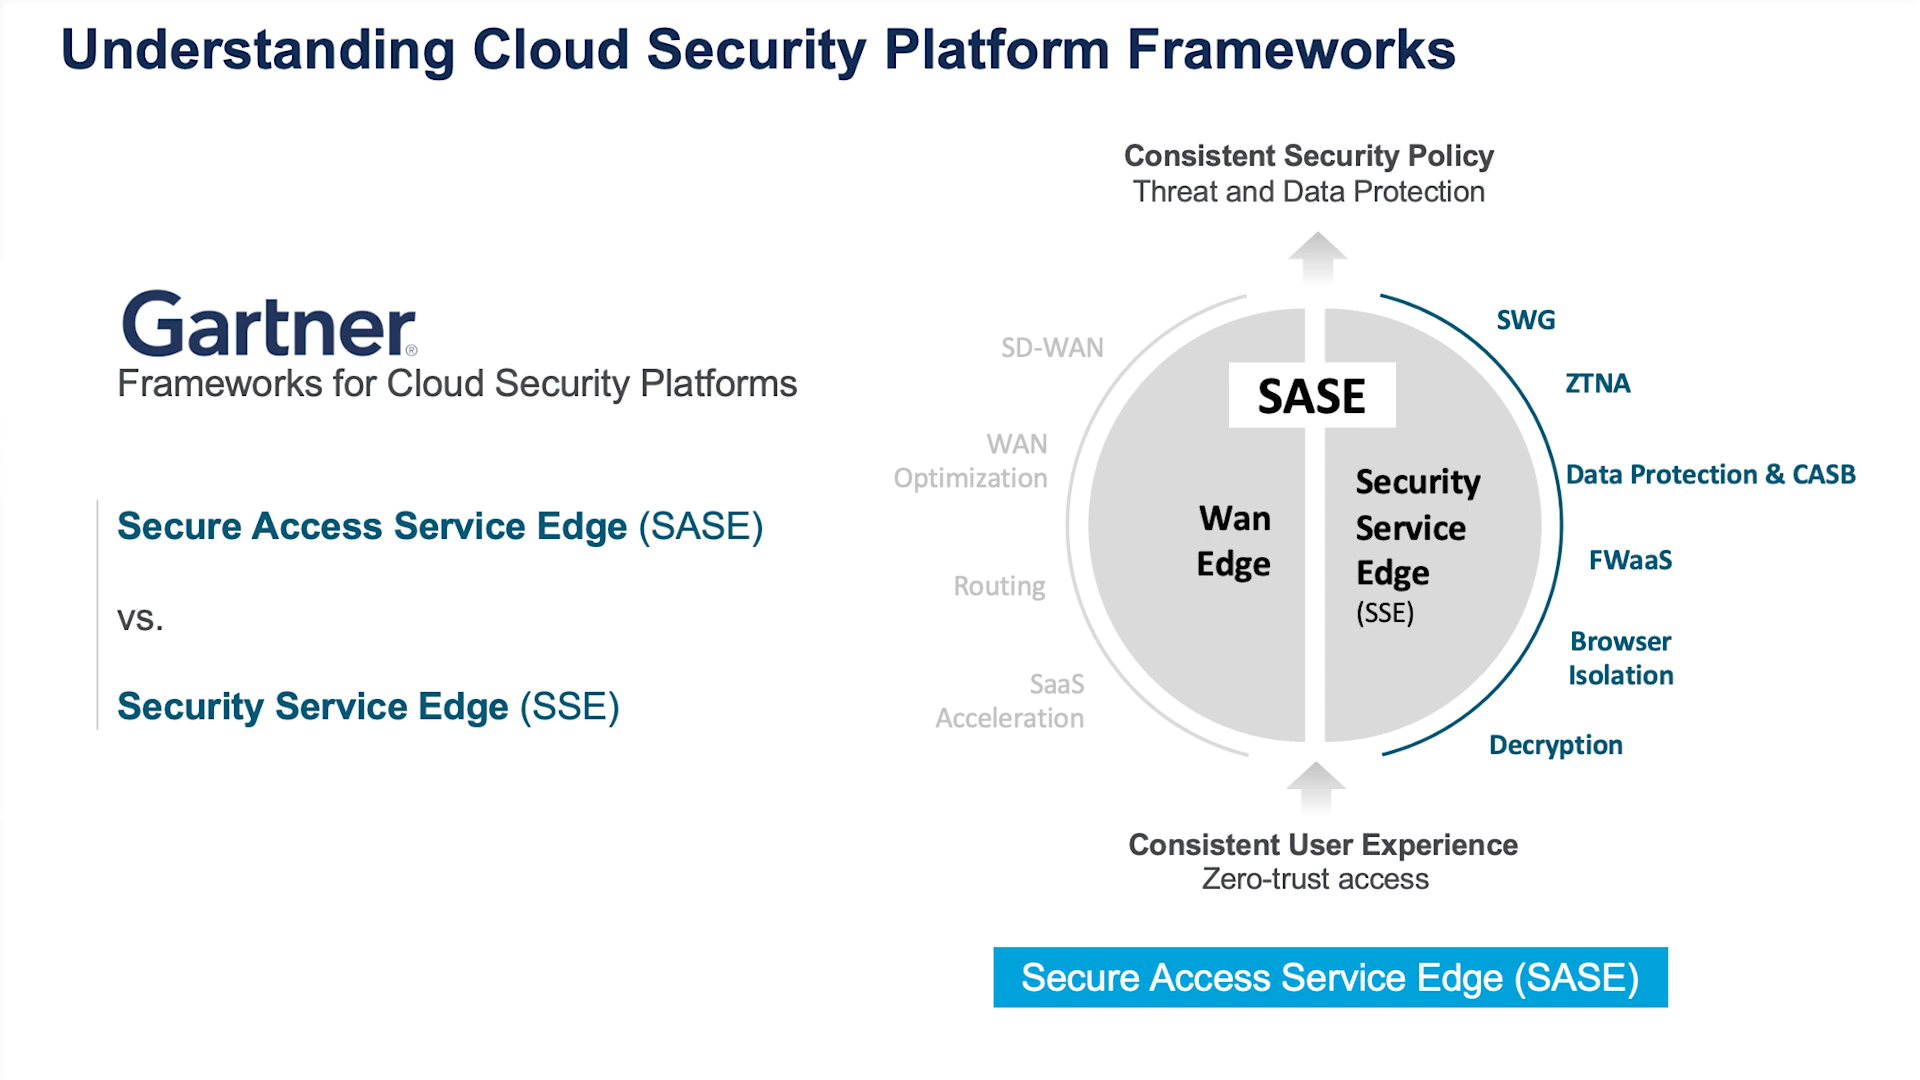 Understanding Cloud Security Platform Frameworks
Gartner®
Frameworks for Cloud Security Platforms
Secure Access Service Edge (SASE)
vs.
Security Service Edge (SSE)
Consistent Security Policy
Threat and Data Protection
SD-WAN
WAN
Optimization
Routing
SaaS
Acceleration
SASE
Wan
Edge
Security
Service
Edge
(SSE)
SWG
ZTNA
Data Protection & CASB
FWaaS
Browser
Isolation
Decryption
Consistent User Experience
Zero-trust access
Secure Access Service Edge (SASE)